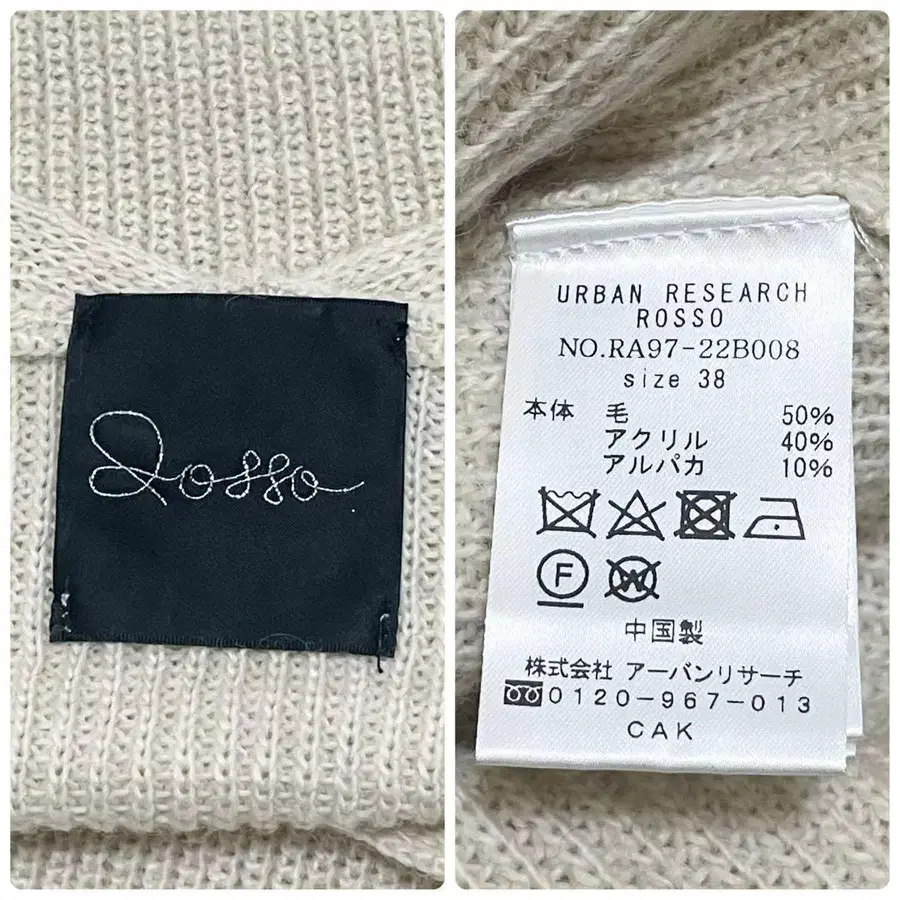 Rosso
URBAN RESEARCH
ROSSO
NO.RA97-22B008
size 38
本体 毛 50%
アクリル 40%
アルパカ 10%
F
W
中国製
株式会社 アーバンリサーチ
0120-967-013
CAK